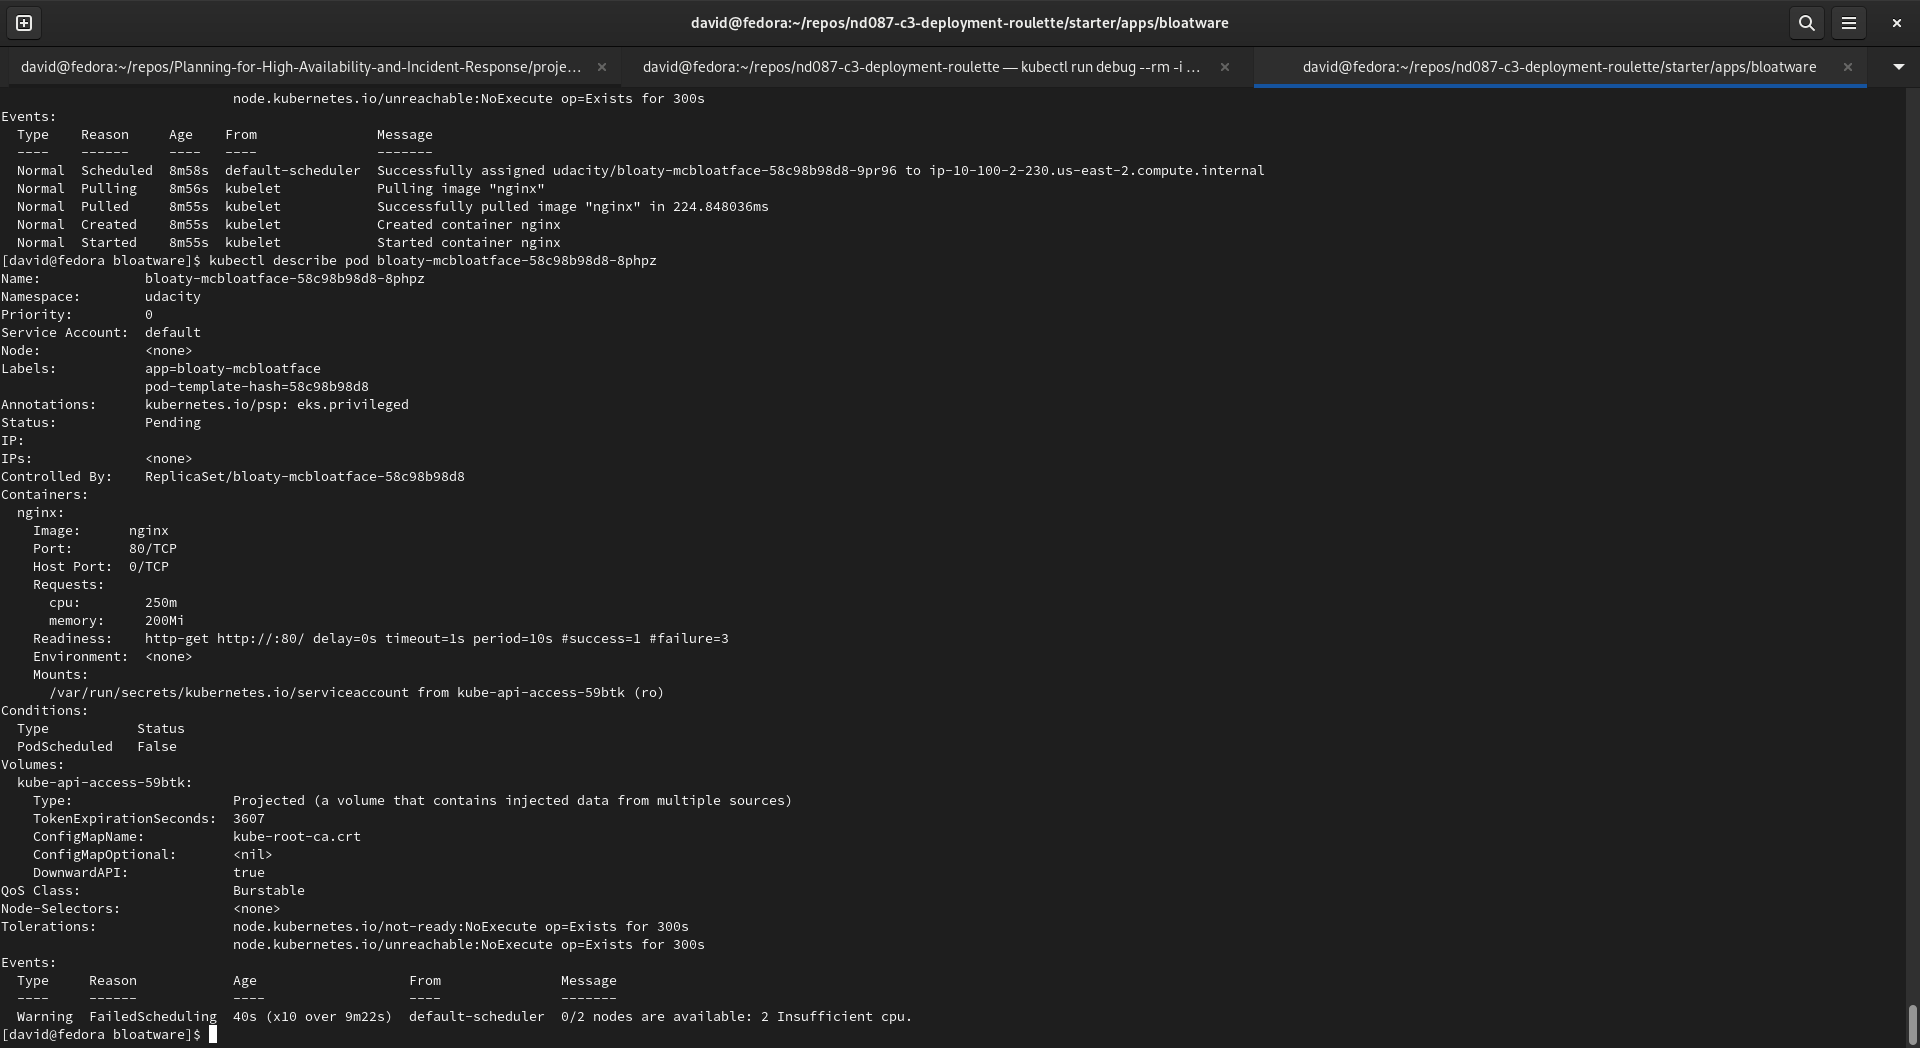 david@fedora:~/repos/nd087-c3-deployment-roulette/starter/apps/bloatware
david@fedora:~/repos/Planning-for-High-Availability-and-Incident-Response/proje...
david@fedora:~/repos/nd087-c3-deployment-roulette — kubectl run debug --rm -i ...
david@fedora:~/repos/nd087-c3-deployment-roulette/starter/apps/bloatware
node.kubernetes.io/unreachable:NoExecute op=Exists for 300s
Events:
  Type    Reason     Age    From               Message
  ----    ------     ----   ----               -------
  Normal  Scheduled  8m58s  default-scheduler  Successfully assigned udacity/bloaty-mcbloatface-58c98b98d8-9pr96 to ip-10-100-2-230.us-east-2.compute.internal
  Normal  Pulling    8m56s  kubelet            Pulling image "nginx"
  Normal  Pulled     8m55s  kubelet            Successfully pulled image "nginx" in 224.848036ms
  Normal  Created    8m55s  kubelet            Created container nginx
  Normal  Started    8m55s  kubelet            Started container nginx
[david@fedora bloatware]$ kubectl describe pod bloaty-mcbloatface-58c98b98d8-8phpz
Name:             bloaty-mcbloatface-58c98b98d8-8phpz
Namespace:        udacity
Priority:         0
Service Account:  default
Node:             <none>
Labels:           app=bloaty-mcbloatface
                  pod-template-hash=58c98b98d8
Annotations:      kubernetes.io/psp: eks.privileged
Status:           Pending
IP:
IPs:              <none>
Controlled By:    ReplicaSet/bloaty-mcbloatface-58c98b98d8
Containers:
  nginx:
    Image:      nginx
    Port:       80/TCP
    Host Port:  0/TCP
    Requests:
      cpu:        250m
      memory:     200Mi
    Readiness:    http-get http://:80/ delay=0s timeout=1s period=10s #success=1 #failure=3
    Environment:  <none>
    Mounts:
      /var/run/secrets/kubernetes.io/serviceaccount from kube-api-access-59btk (ro)
Conditions:
  Type           Status
  PodScheduled   False
Volumes:
  kube-api-access-59btk:
    Type:                    Projected (a volume that contains injected data from multiple sources)
    TokenExpirationSeconds:  3607
    ConfigMapName:           kube-root-ca.crt
    ConfigMapOptional:       <nil>
    DownwardAPI:             true
QoS Class:                   Burstable
Node-Selectors:              <none>
Tolerations:                 node.kubernetes.io/not-ready:NoExecute op=Exists for 300s
                             node.kubernetes.io/unreachable:NoExecute op=Exists for 300s
Events:
  Type     Reason            Age                   From               Message
  ----     ------            ----                  ----               -------
  Warning  FailedScheduling  40s (x10 over 9m22s)  default-scheduler  0/2 nodes are available: 2 Insufficient cpu.
[david@fedora bloatware]$